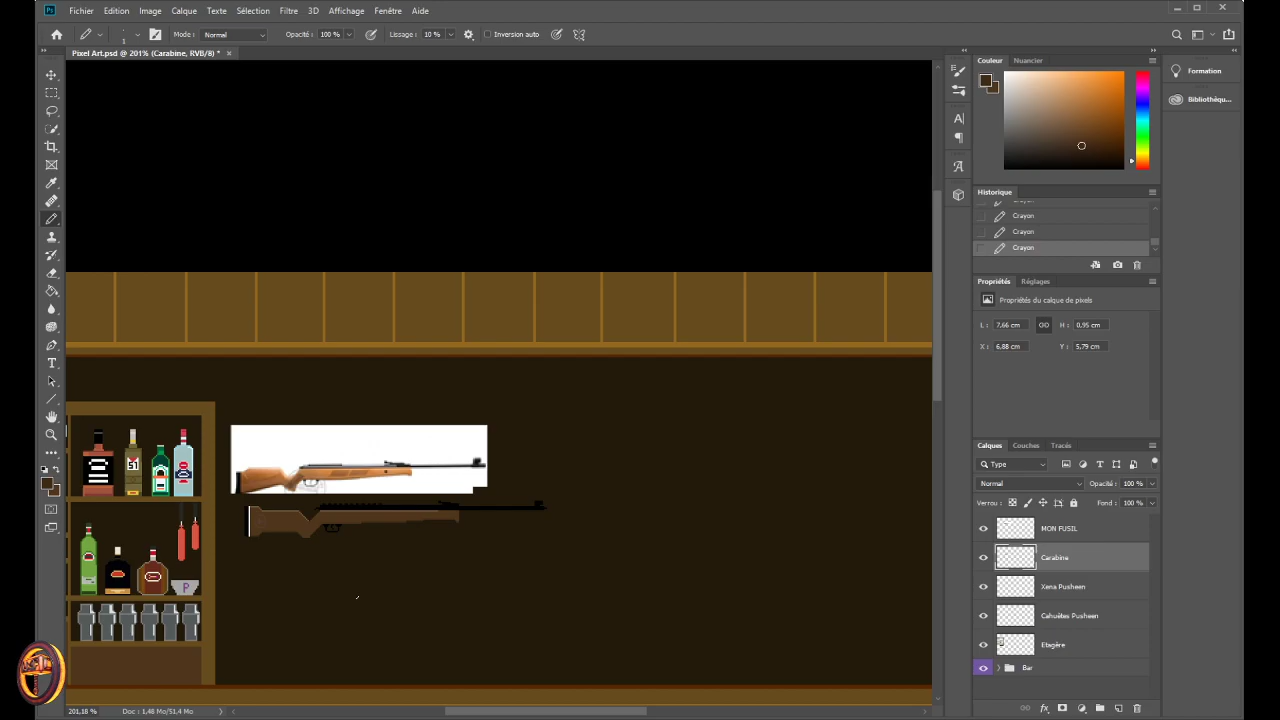 Fichier Edition Image Calque Texte Sélection Filtre 3D Affichage Fenêtre Aide
Mode : Normal Opacité : 100 % Lissage : 10 % Inversion auto
Pixel Art.psd @ 201% (Carabine, RVB/8) *
Couleur Nuancier
Formation
Bibliothèqu...
Historique
Crayon
Crayon
Crayon
Propriétés Réglages
Propriétés du calque de pixels
L : 7,66 cm H : 0,95 cm
X : 6,88 cm Y : 5,79 cm
Calques Couches Tracés
Type
Normal Opacité : 100 %
Verrou : Fond : 100 %
MON FUSIL
Carabine
Xena Pusheen
Cahuètes Pusheen
Etagère
Bar
51
P
201,18 % Doc : 1,48 Mo/51,4 Mo